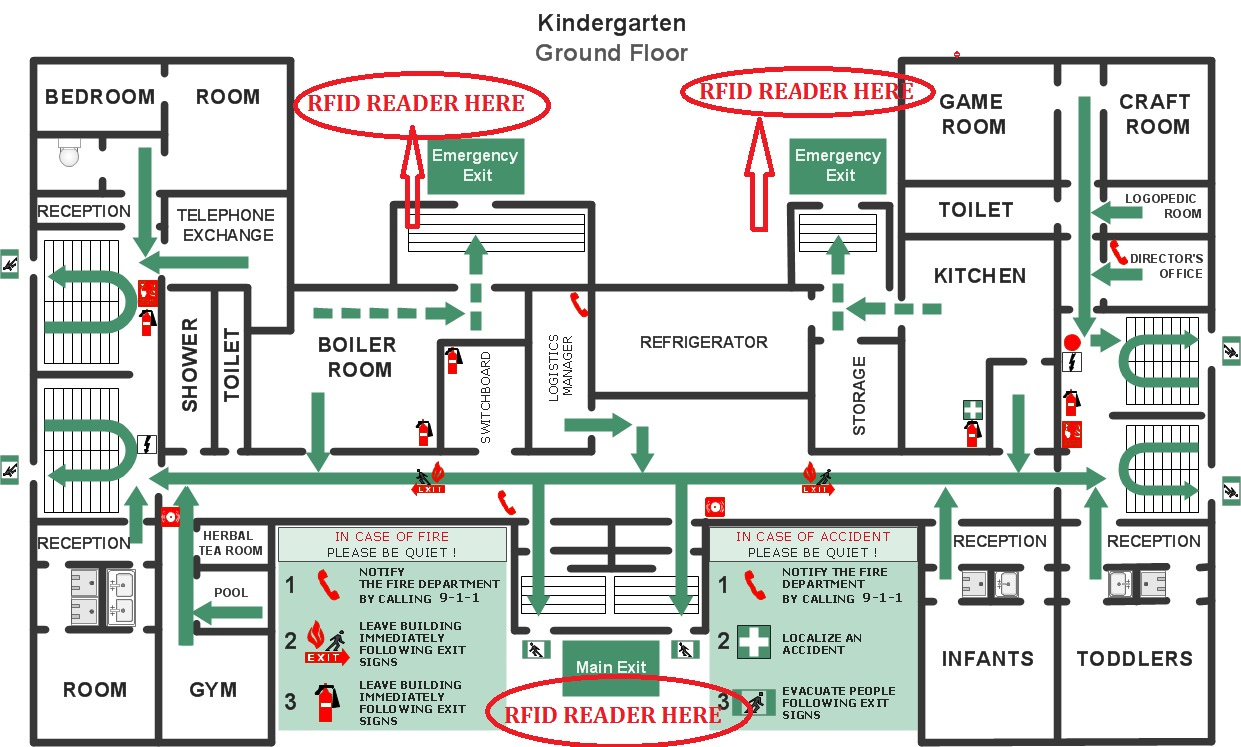 Kindergarten
Ground Floor
BEDROOM
ROOM
RFID READER HERE
RFID READER HERE
GAME
ROOM
CRAFT
ROOM
Emergency
Exit
Emergency
Exit
RECEPTION
TELEPHONE
EXCHANGE
TOILET
LOGOPEDIC
ROOM
KITCHEN
DIRECTOR'S
OFFICE
SHOWER
TOILET
BOILER
ROOM
SWITCHBOARD
LOGISTICS
MANAGER
REFRIGERATOR
STORAGE
EXIT
EXIT
RECEPTION
HERBAL
TEA ROOM
POOL
ROOM
GYM
IN CASE OF FIRE
PLEASE BE QUIET !
1
NOTIFY
THE FIRE DEPARTMENT
BY CALLING 9-1-1
2
EXIT
LEAVE BUILDING
IMMEDIATELY
FOLLOWING EXIT
SIGNS
3
LEAVE BUILDING
IMMEDIATELY
FOLLOWING EXIT
SIGNS
Main Exit
RFID READER HERE
IN CASE OF ACCIDENT
PLEASE BE QUIET !
1
NOTIFY THE FIRE
DEPARTMENT
BY CALLING 9-1-1
2
LOCALIZE AN
ACCIDENT
3
EVACUATE PEOPLE
FOLLOWING EXIT
SIGNS
RECEPTION
RECEPTION
INFANTS
TODDLERS